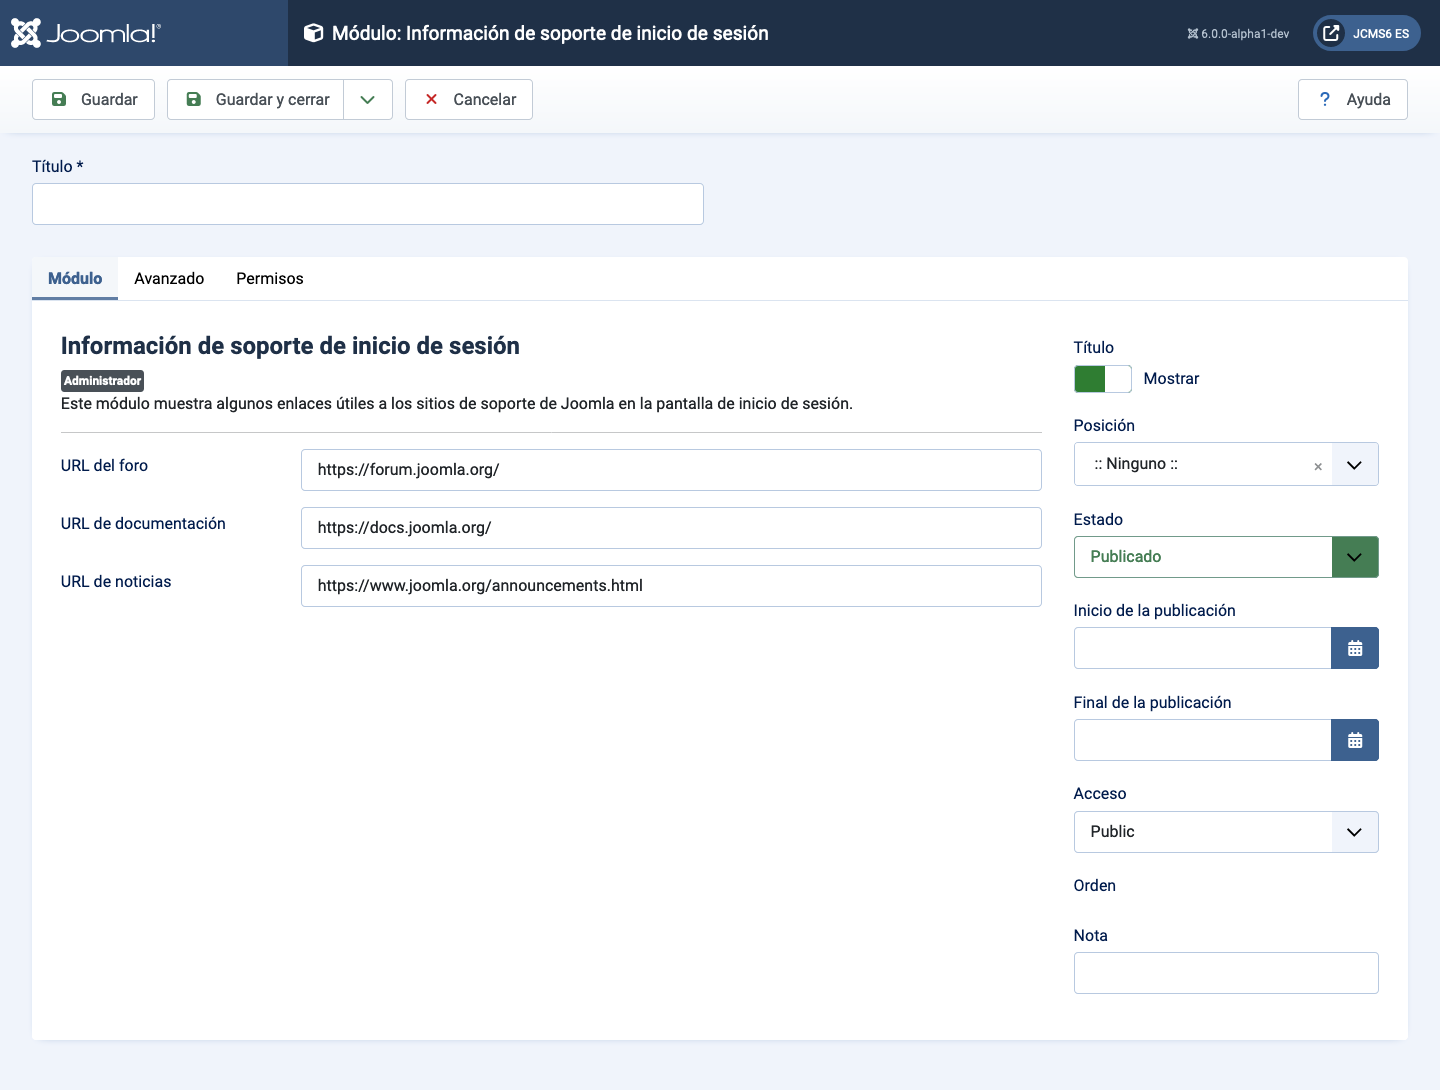 Joomla!®
Módulo: Información de soporte de inicio de sesión
6.0.0-alpha1-dev
JCMS6 ES
Guardar
Guardar y cerrar
Cancelar
? Ayuda
Título *
Módulo
Avanzado
Permisos
Información de soporte de inicio de sesión
Administrador
Este módulo muestra algunos enlaces útiles a los sitios de soporte de Joomla en la pantalla de inicio de sesión.
URL del foro
https://forum.joomla.org/
URL de documentación
https://docs.joomla.org/
URL de noticias
https://www.joomla.org/announcements.html
Título
Mostrar
Posición
:: Ninguno ::
×
Estado
Publicado
Inicio de la publicación
Final de la publicación
Acceso
Public
Orden
Nota